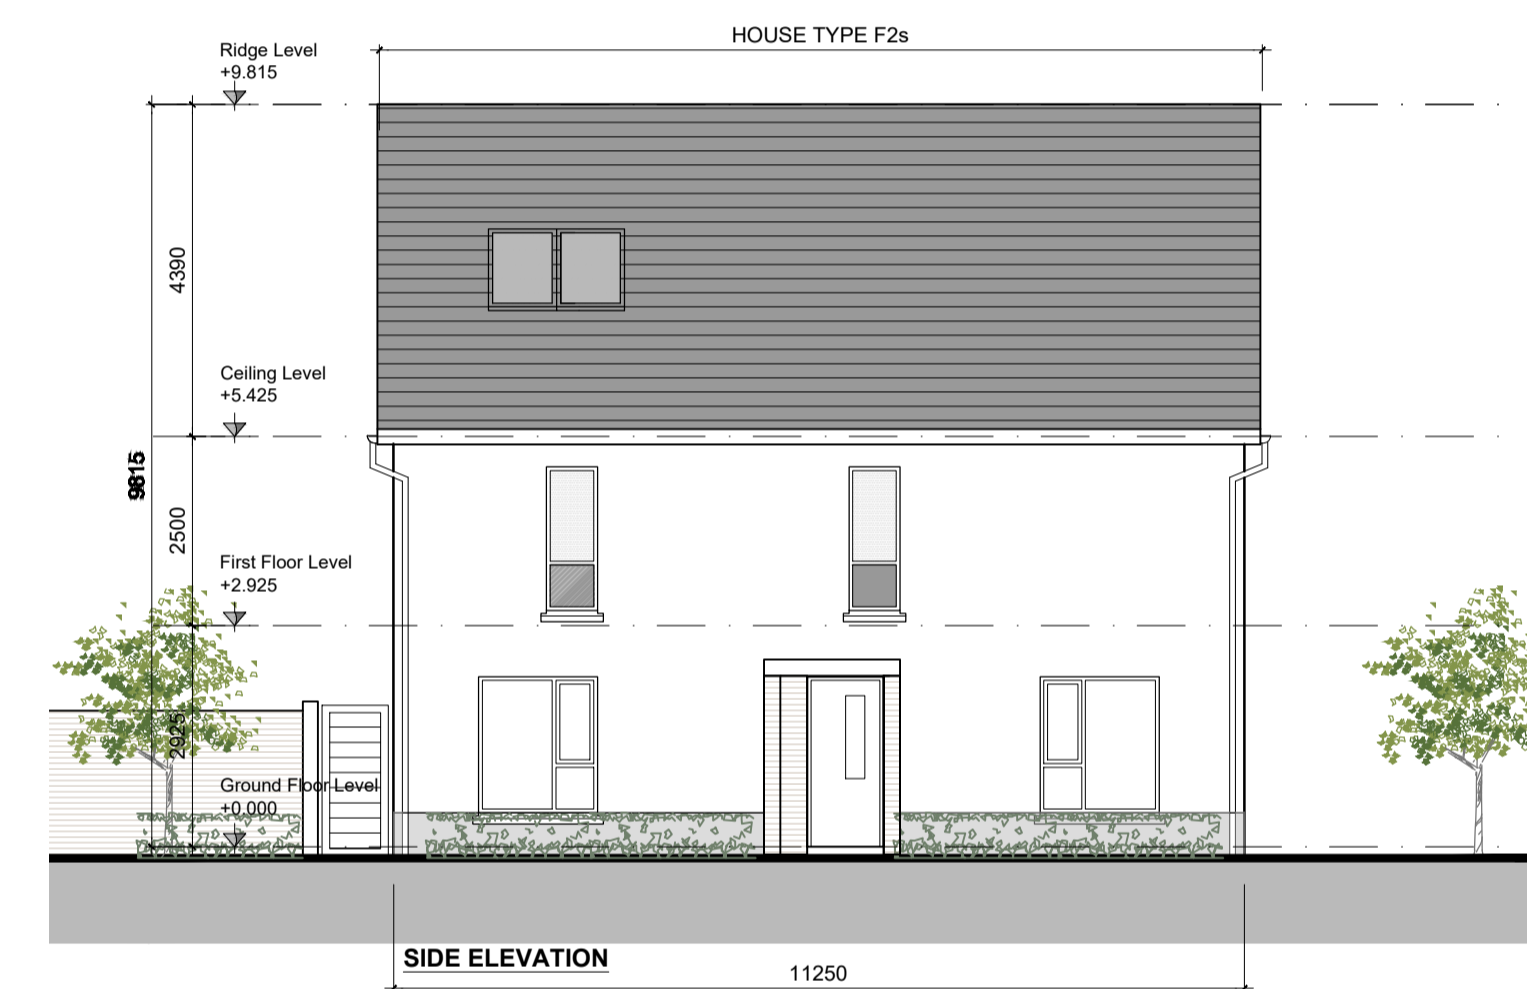 HOUSE TYPE F2s
Ridge Level
+9.815
4390
Ceiling Level
+5.425
9815
2500
First Floor Level
+2.925
2925
Ground Floor Level
+0.000
SIDE ELEVATION
11250